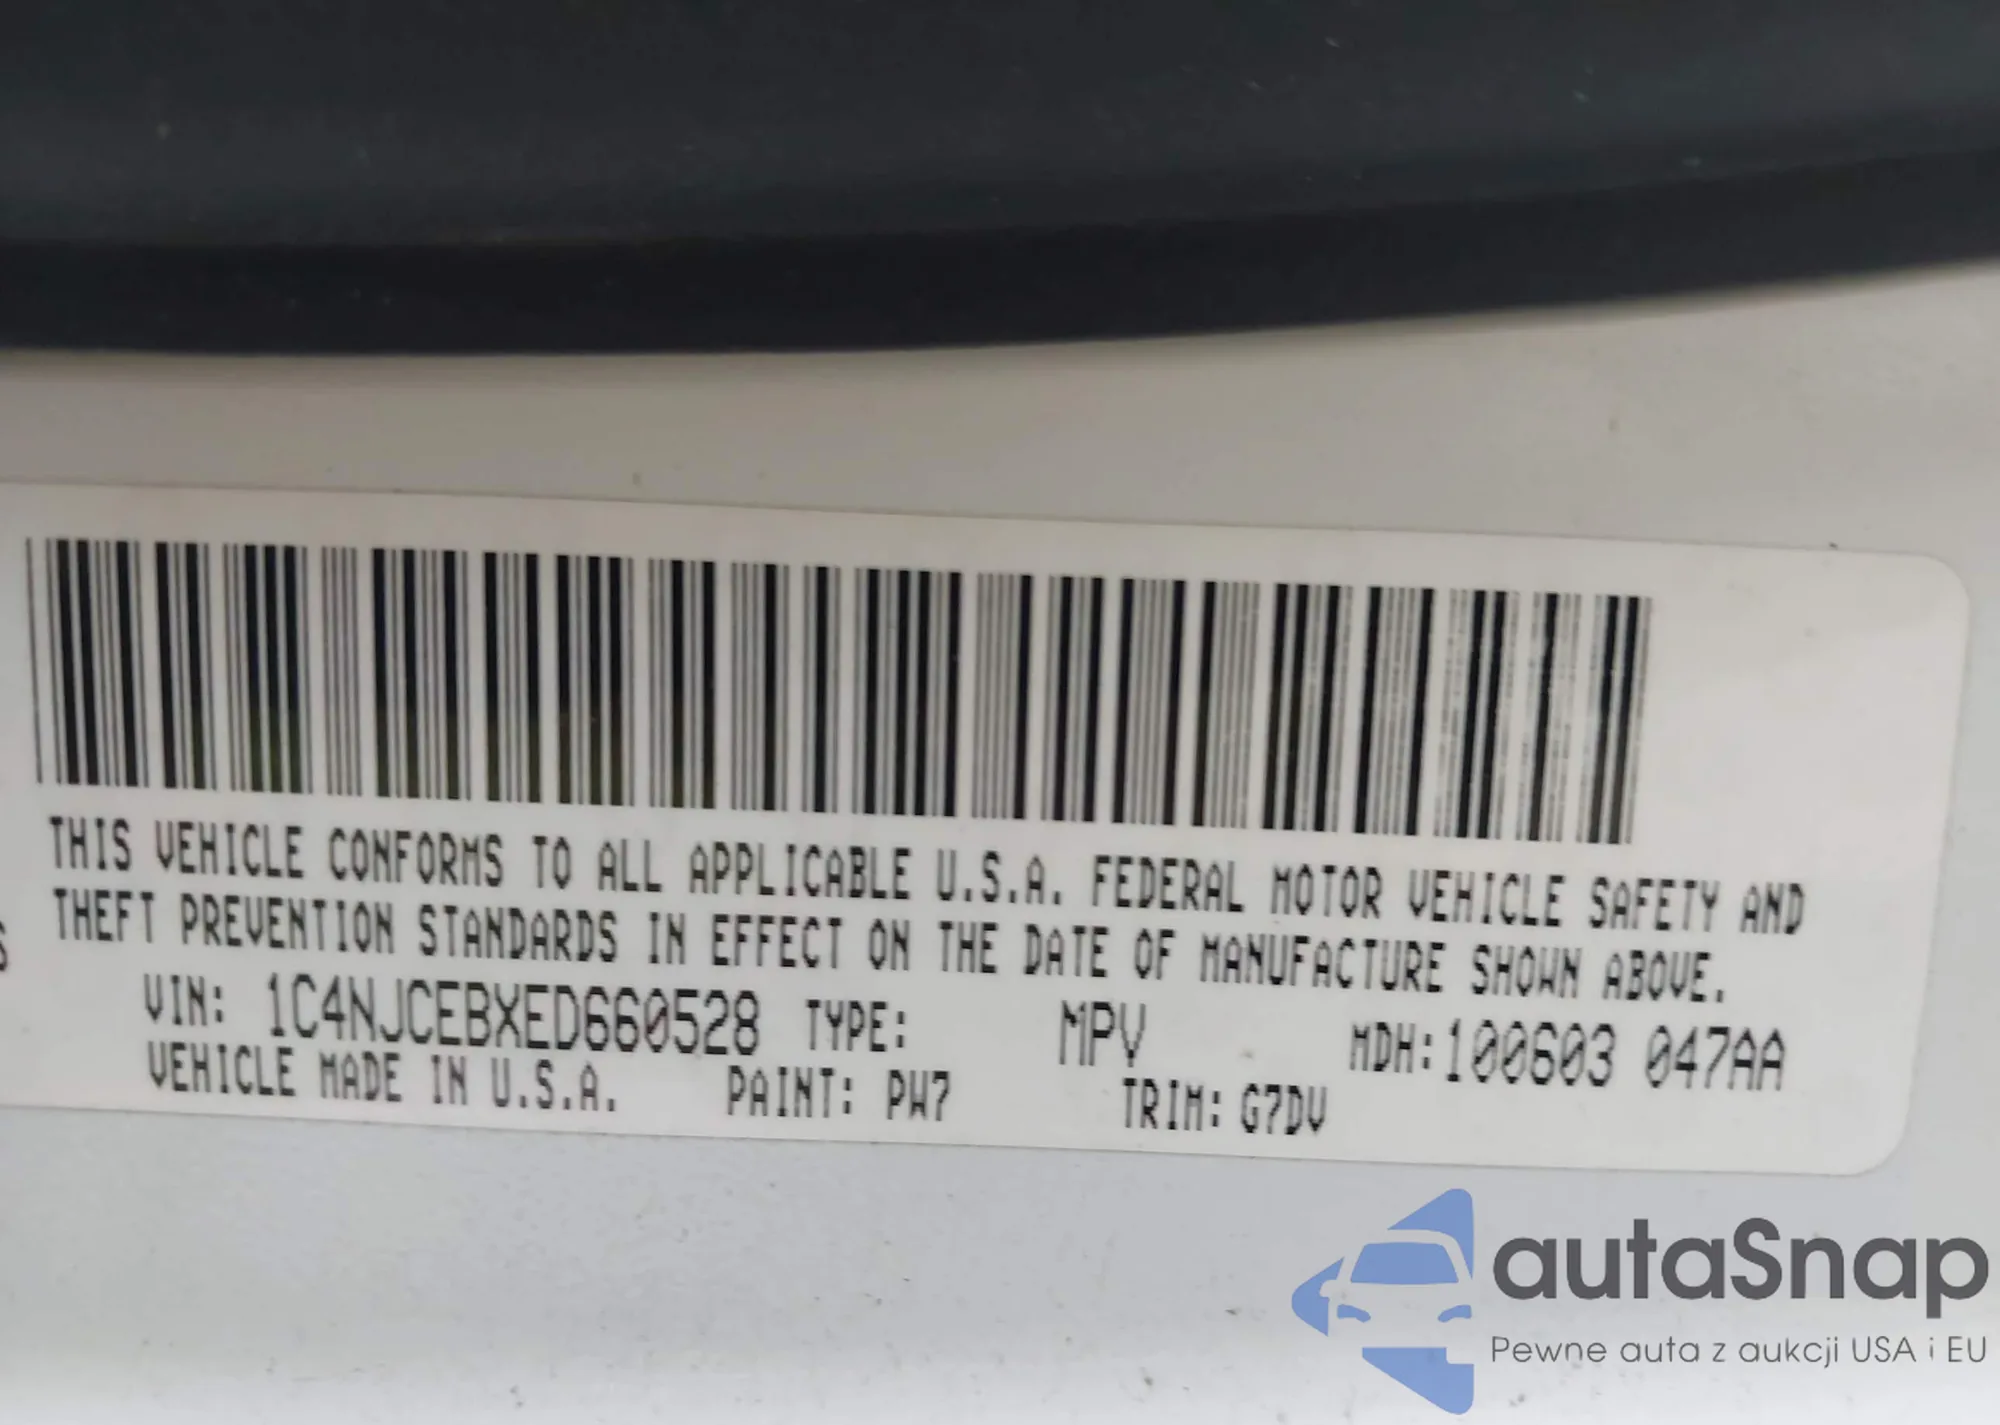 THIS VEHICLE CONFORMS TO ALL APPLICABLE U.S.A. FEDERAL MOTOR VEHICLE SAFETY AND
THEFT PREVENTION STANDARDS IN EFFECT ON THE DATE OF MANUFACTURE SHOWN ABOVE.
VIN: 1C4NJCEBXED660528 TYPE: MPV MDH:100603 047AA
VEHICLE MADE IN U.S.A. PAINT: PW7 TRIM: G7DV
autaSnap
Pewne auta z aukcji USA i EU